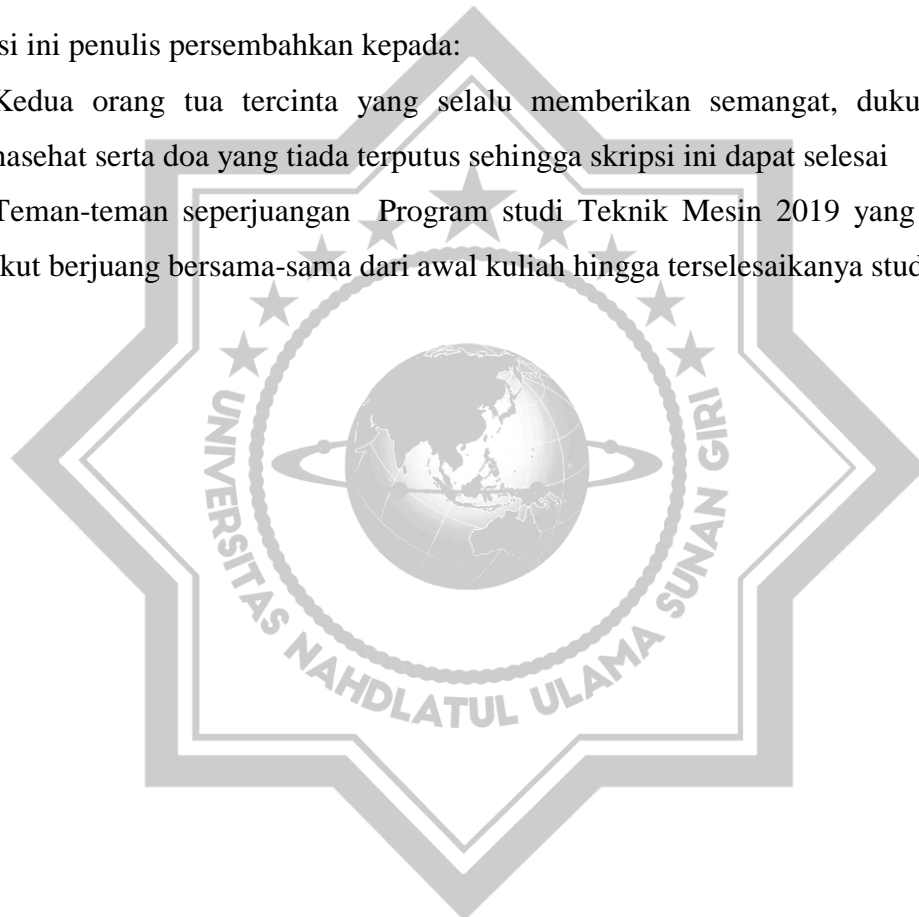 si ini penulis persembahkan kepada:
Kedua orang tua tercinta yang selalu memberikan semangat, duku
nasehat serta doa yang tiada terputus sehingga skripsi ini dapat selesai
Teman-teman seperjuangan Program studi Teknik Mesin 2019 yang
kut berjuang bersama-sama dari awal kuliah hingga terselesaikanya stud
UNIVERSITAS NAHDLATUL ULAMA SUNAN GIRI